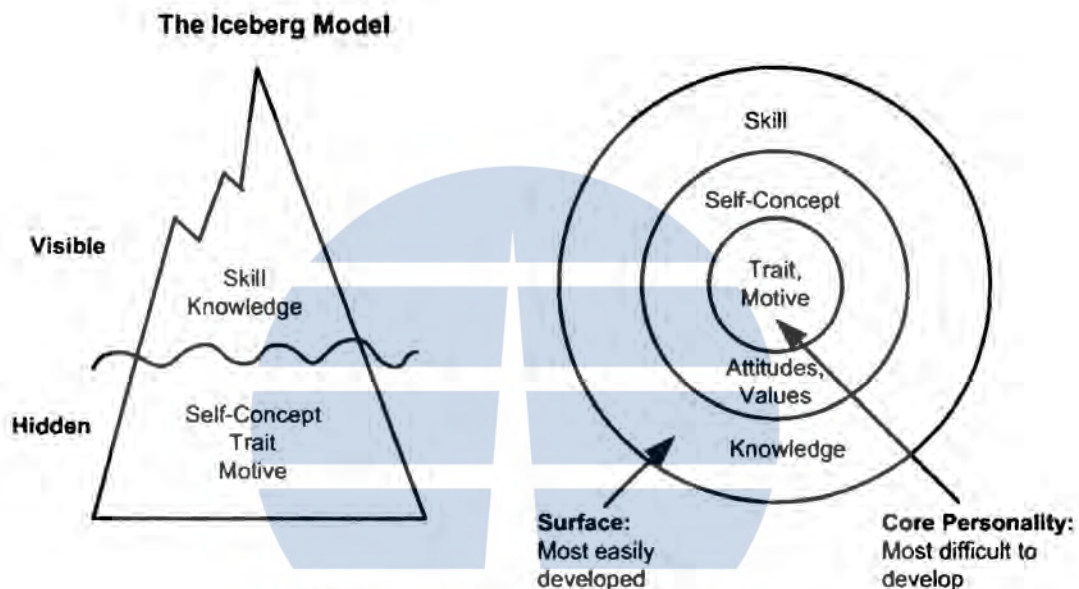 The Iceberg Model
Visible
Skill
Knowledge
Hidden
Self-Concept
Trait
Motive
Skill
Self-Concept
Trait,
Motive
Attitudes,
Values
Knowledge
Surface:
Most easily
developed
Core Personality:
Most difficult to
develop